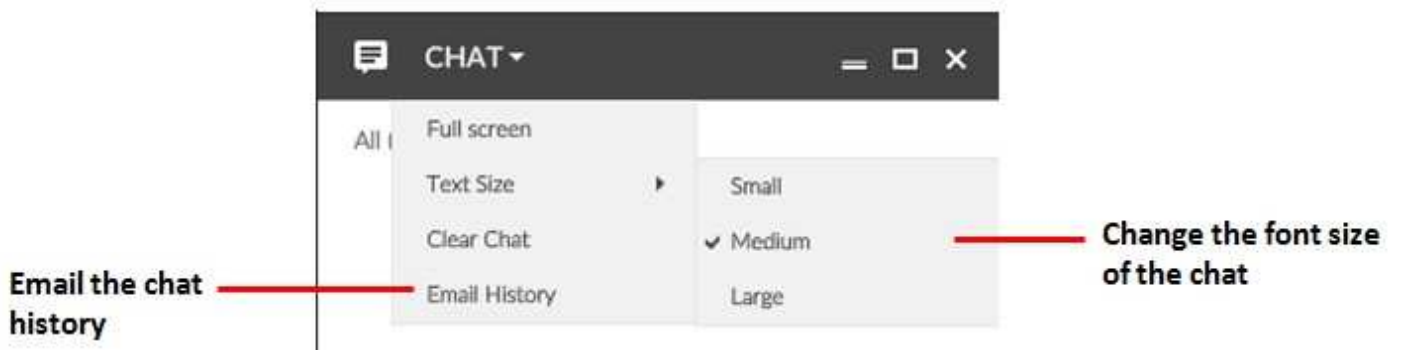 CHAT
All
Full screen
Text Size
Small
Clear Chat
Medium
Email History
Large
Email the chat
history
Change the font size
of the chat